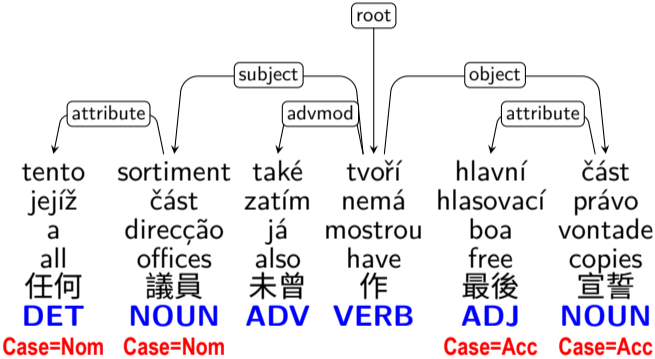 root
subject object
attribute advmod attribute
tento sortiment také tvoří hlavní část
jejíž část zatím nemá hlasovací právo
a direcção já mostrou boa vontade
all offices also have free copies
任何 議員 未曾 作 最後 宣誓
DET NOUN ADV VERB ADJ NOUN
Case=Nom Case=Nom Case=Acc Case=Acc